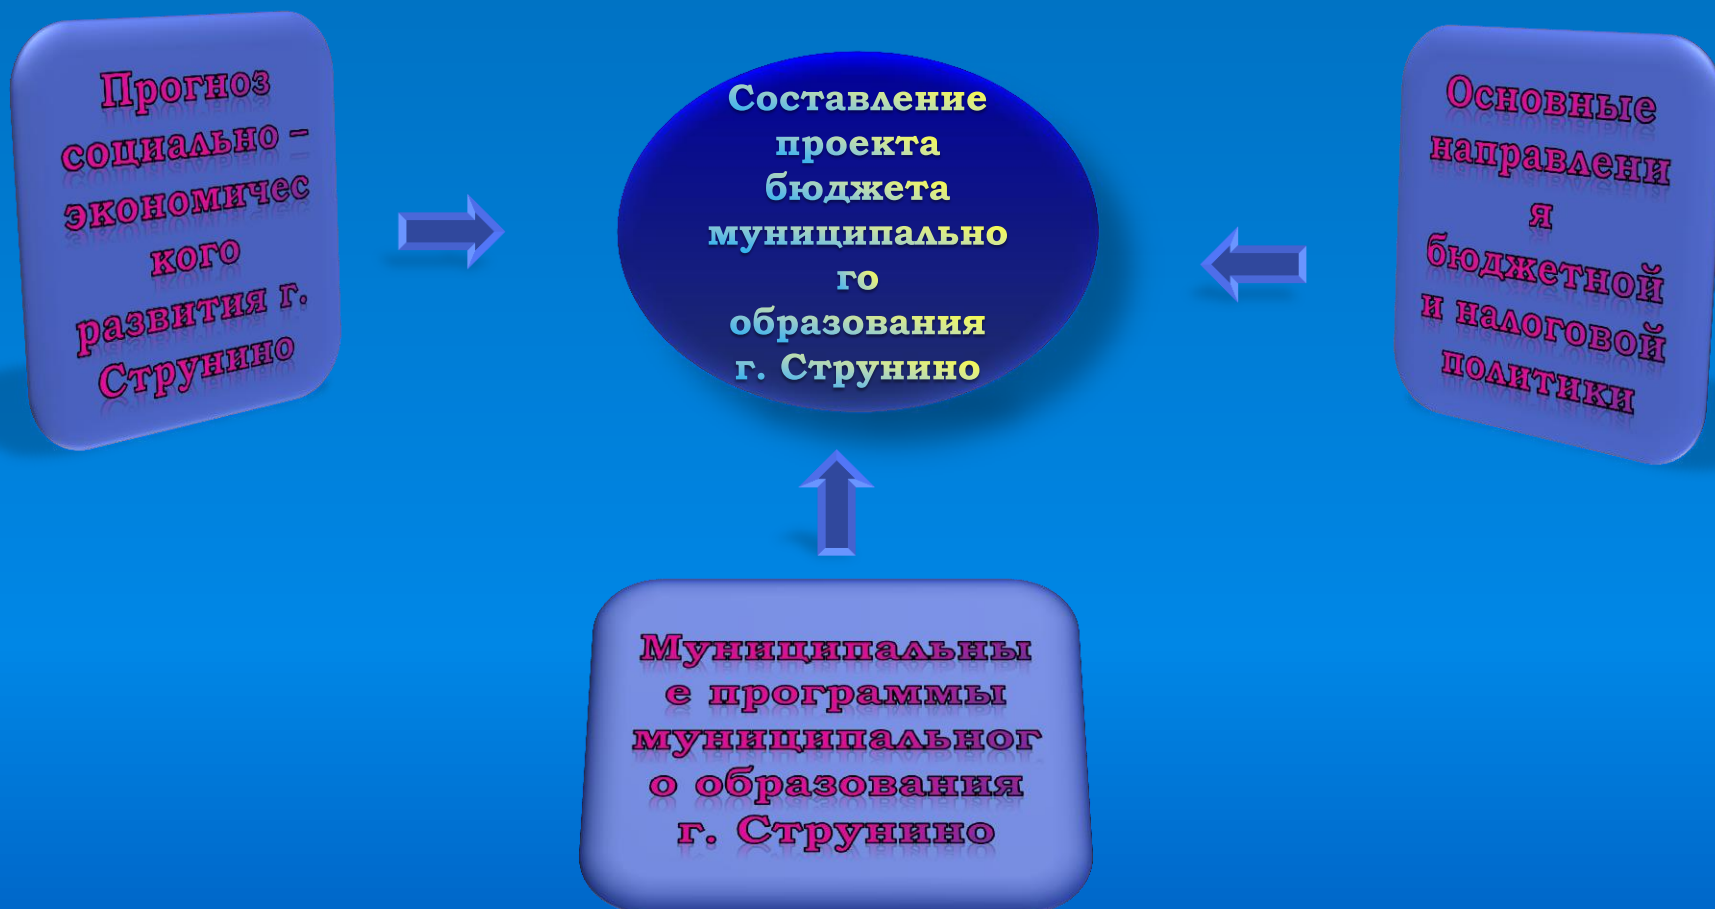 Прогноз
социально –
экономичес
кого
развития г.
Струнино
Составление
проекта
бюджета
муниципально
го
образования
г. Струнино
Основные
направлени
я
бюджетной
и налоговой
политики
Муниципальны
е программы
муниципальног
о образования
г. Струнино